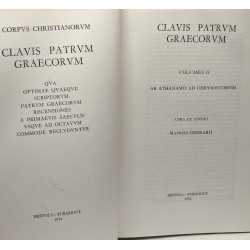 CORPVS CHRISTIANORVM
CLAVIS PATRVM
GRAECORVM
QVA
OPTIMAE QVAEQVE
SCRIPTORVM
PATRVM GRAECORVM
RECENSIONES
A PRIMAEVIS SAECVLIS
VSQVE AD OCTAVVM
COMMODE RECLVDVNTVR
BREPOLS - TURNHOUT
1974
CLAVIS PATRVM
GRAECORVM
VOLVMEN II
AB ATHANASIO AD CHRYSOSTOMVM
CVRA ET STVDIO
MAVRITII GEERARD
BREPOLS - TURNHOUT
1974